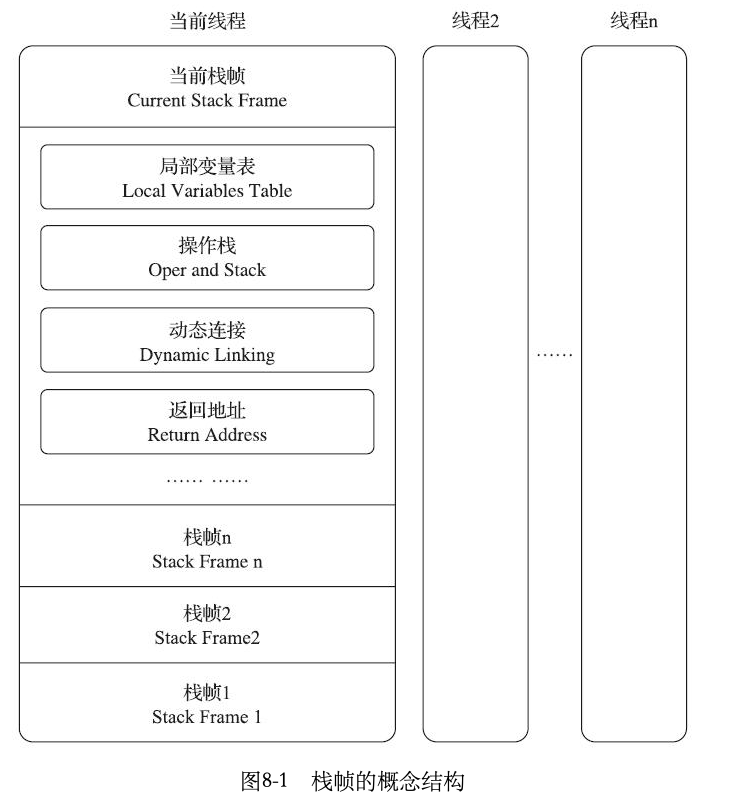 当前线程
线程2
线程n
当前栈帧
Current Stack Frame
局部变量表
Local Variables Table
操作栈
Oper and Stack
动态连接
Dynamic Linking
……
返回地址
Return Address
…… ……
栈帧n
Stack Frame n
栈帧2
Stack Frame2
栈帧1
Stack Frame 1
图8-1 栈帧的概念结构